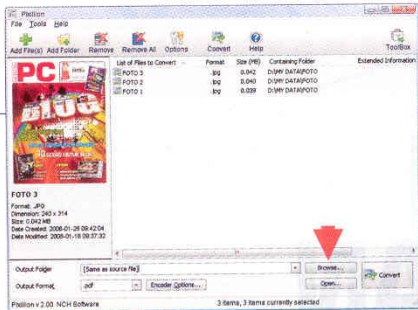 Pixillion
File Tools Help
Add File(s) Add Folder Remove Remove All Options Convert Help ToolBox
List of Files to Convert Format Size (MB) Containing Folder Extended Information
FOTO 3 .jpg 0.042 D:\MY DATA\FOTO
FOTO 2 .jpg 0.040 D:\MY DATA\FOTO
FOTO 1 .jpg 0.039 D:\MY DATA\FOTO
PC
BLOG
10
FOTO 3
Format: JPG
Dimension: 240 x 314
Size: 0.042 MB
Date Created: 2008-01-26 09:42:04
Date Modified: 2008-01-18 09:37:32
Output Folder [Same as source file] Browse...
Convert
Output Format .pdf Encoder Options... Open...
Pixillion v 2.00 NCH Software 3 items, 3 items currently selected